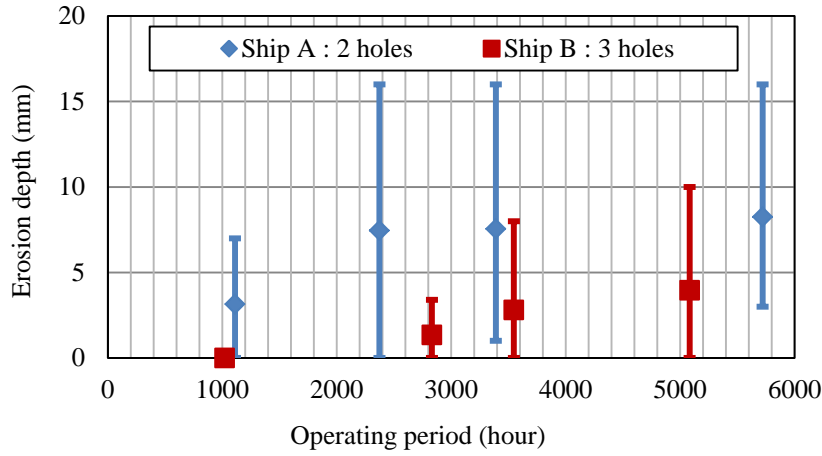 20
Ship A : 2 holes Ship B : 3 holes
15
10
5
0
0 1000 2000 3000 4000 5000 6000
Erosion depth (mm)
Operating period (hour)